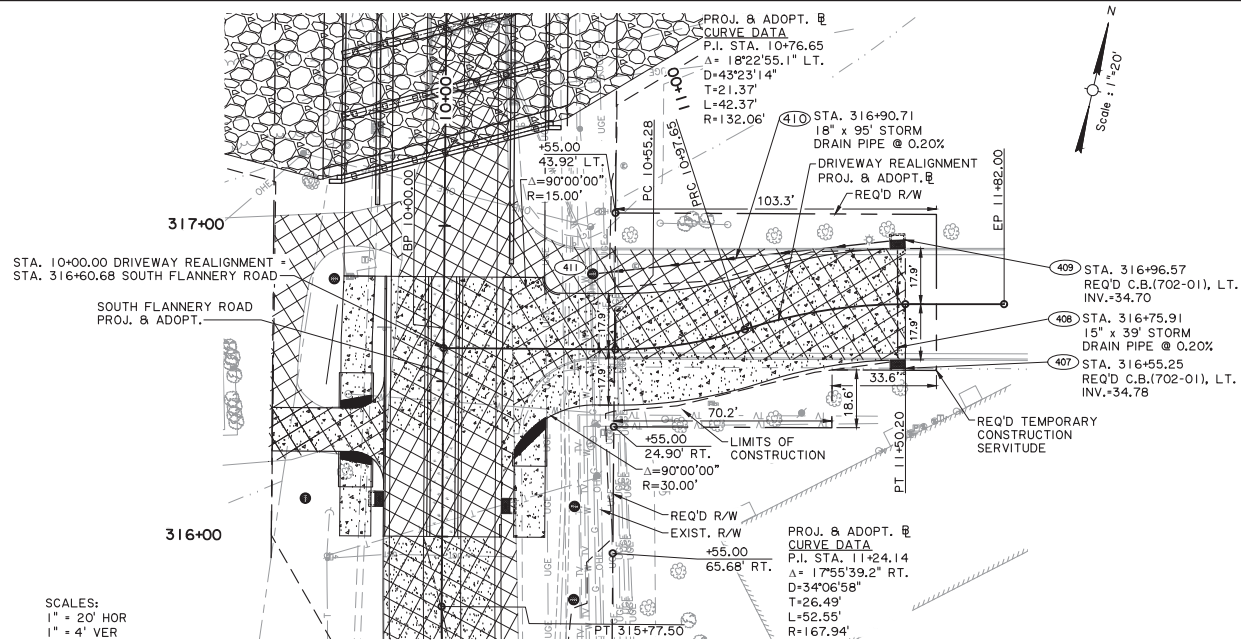 PROJ. & ADOPT. ⅊
CURVE DATA
P.I. STA. 10+76.65
Δ= 18°22'55.1" LT.
D=43°23'14"
T=21.37'
L=42.37'
R=132.06'
N
Scale : 1"=20'
10+00
11+00
UGE
UGE
OHE
+55.00
43.92' LT.
Δ=90°00'00"
R=15.00'
PC 10+55.28
PRC 10+97.65
410 STA. 316+90.71
18" x 95' STORM
DRAIN PIPE @ 0.20%
DRIVEWAY REALIGNMENT
PROJ. & ADOPT. ⅊
REQ'D R/W
103.3'
EP 11+82.00
BP 10+00.00
317+00
STA. 10+00.00 DRIVEWAY REALIGNMENT =
STA. 316+60.68 SOUTH FLANNERY ROAD
SOUTH FLANNERY ROAD
PROJ. & ADOPT.
411
17.9'
17.9'
17.9'
17.9'
409 STA. 316+96.57
REQ'D C.B.(702-01), LT.
INV.=34.70
408 STA. 316+75.91
15" x 39' STORM
DRAIN PIPE @ 0.20%
407 STA. 316+55.25
REQ'D C.B.(702-01), LT.
INV.=34.78
33.6'
18.6'
70.2'
REQ'D TEMPORARY
CONSTRUCTION
SERVITUDE
+55.00
24.90' RT.
LIMITS OF
CONSTRUCTION
Δ=90°00'00"
R=30.00'
PT 11+50.20
REQ'D R/W
EXIST. R/W
316+00
+55.00
65.68' RT.
PROJ. & ADOPT. ⅊
CURVE DATA
P.I. STA. 11+24.14
Δ= 17°55'39.2" RT.
D=34°06'58"
T=26.49'
L=52.55'
R=167.94'
SCALES:
1" = 20' HOR
1" = 4' VER
PT 315+77.50